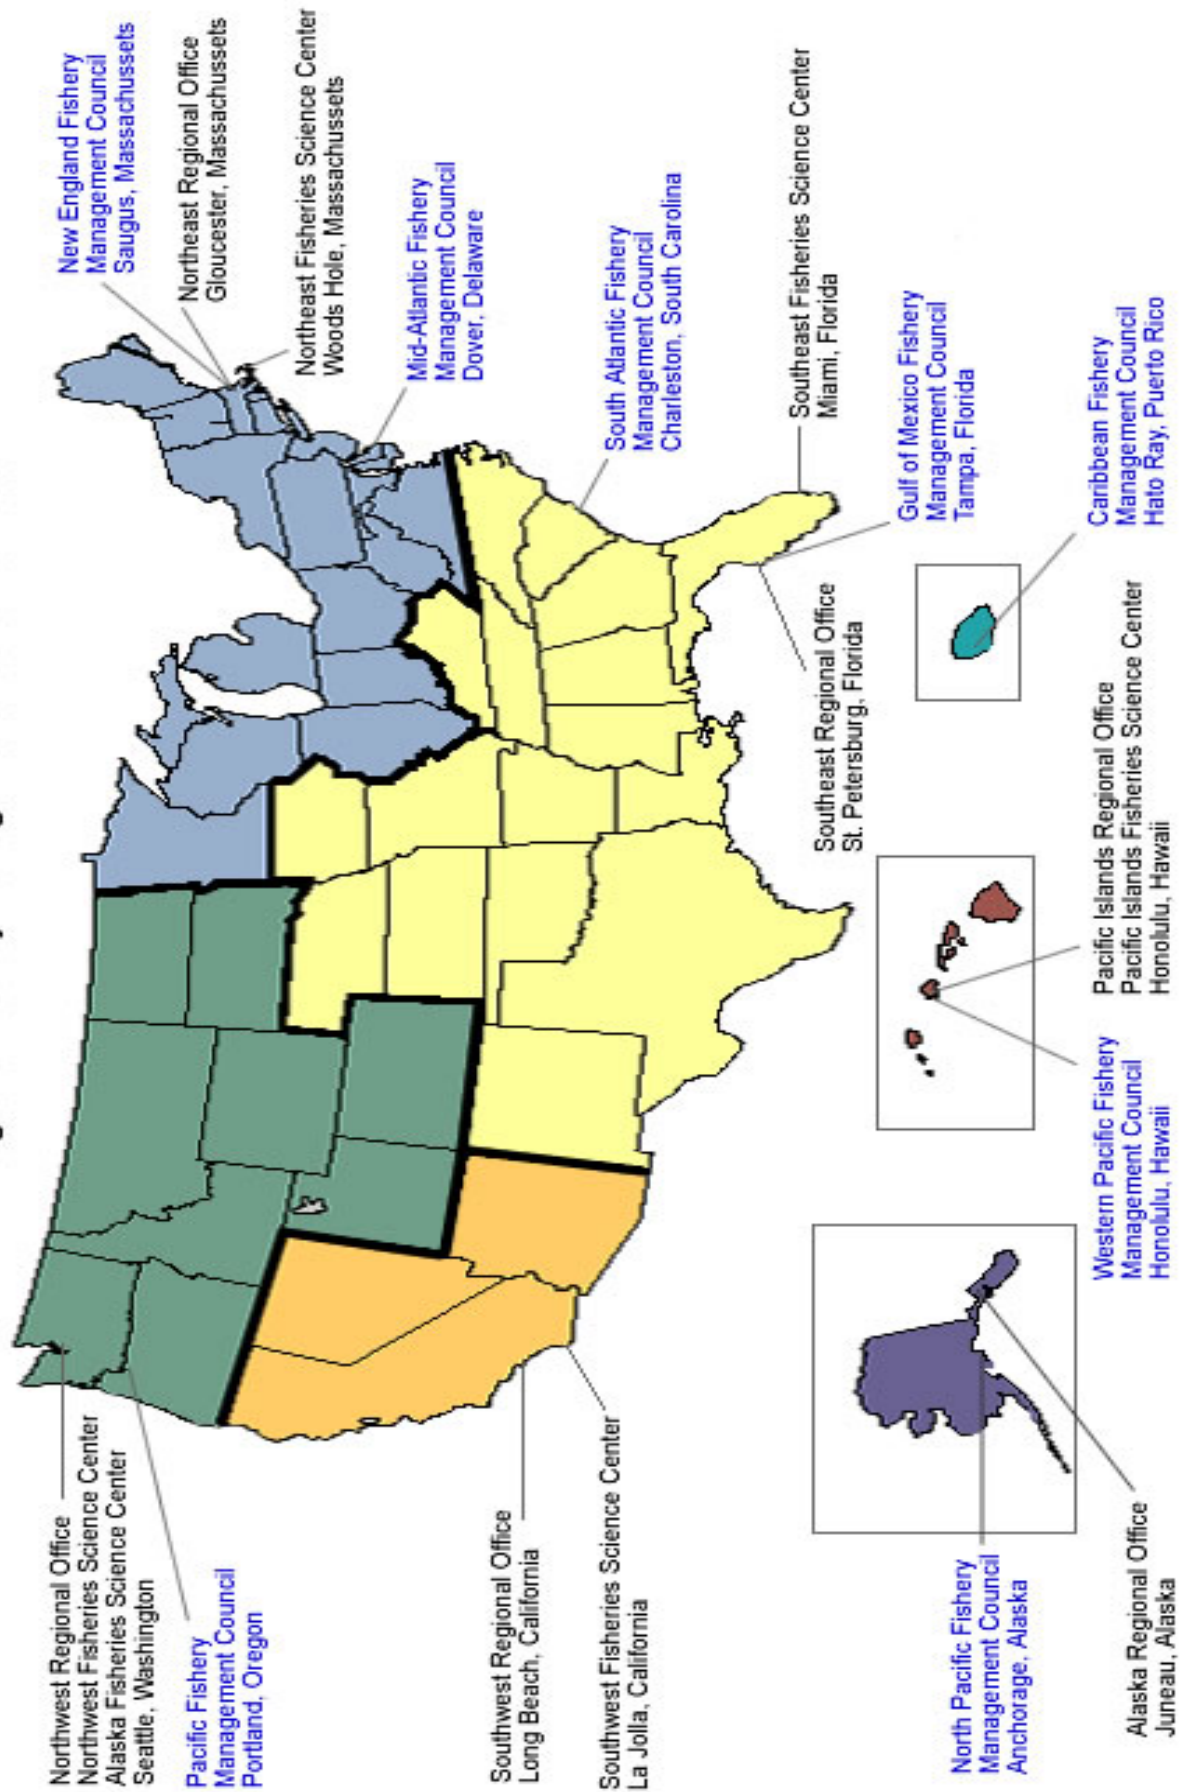 Northwest Regional Office
Northwest Fisheries Science Center
Alaska Fisheries Science Center
Seattle, Washington
Pacific Fishery
Management Council
Portland, Oregon
Southwest Regional Office
Long Beach, California
Southwest Fisheries Science Center
La Jolla, California
North Pacific Fishery
Management Council
Anchorage, Alaska
Alaska Regional Office
Juneau, Alaska
Western Pacific Fishery
Management Council
Honolulu, Hawaii
Pacific Islands Regional Office
Pacific Islands Fisheries Science Center
Honolulu, Hawaii
Southeast Regional Office
St. Petersburg, Florida
Caribbean Fishery
Management Council
Hato Ray, Puerto Rico
Gulf of Mexico Fishery
Management Council
Tampa, Florida
Southeast Fisheries Science Center
Miami, Florida
South Atlantic Fishery
Management Council
Charleston, South Carolina
Mid-Atlantic Fishery
Management Council
Dover, Delaware
Northeast Fisheries Science Center
Woods Hole, Massachussets
Northeast Regional Office
Gloucester, Massachussets
New England Fishery
Management Council
Saugus, Massachussets